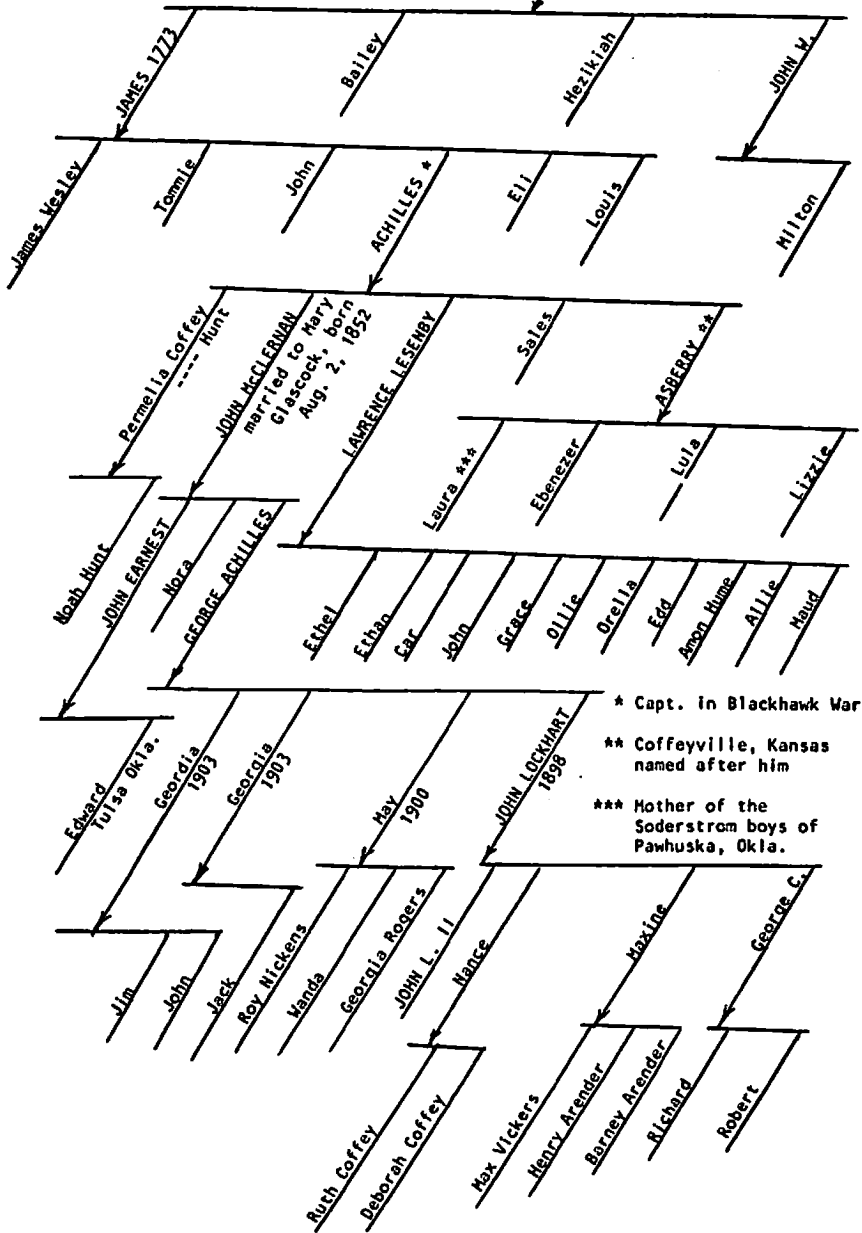 JAMES 1773
Bailey
Hezikiah
JOHN W.
James Wesley
Tommie
John
ACHILLES *
Eli
Louis
Milton
Permelia Coffey
---- Hunt
JOHN McCLERNAN
married to Mary
Glascock, born
Aug. 2, 1852
LAWRENCE LESENBY
Sales
ASBERRY **
Laura ***
Ebenezer
Lula
Lizzie
Noah Hunt
JOHN EARNEST
Nora
GEORGE ACHILLES
Ethel
Ethan
Car
John
Grace
Ollie
Orella
Edd
Amon Hume
Allie
Maud
* Capt. in Blackhawk War
** Coffeyville, Kansas
named after him
*** Mother of the
Soderstrom boys of
Pawhuska, Okla.
Edward
Tulsa Okla.
Geordia
1903
Georgia
1903
May
1900
JOHN LOCKHART
1898
Jim
John
Jack
Roy Nickens
Wanda
Georgia Rogers
JOHN L. II
Nance
Maxine
George C.
Ruth Coffey
Deborah Coffey
Max Vickers
Henry Arender
Barney Arender
Richard
Robert